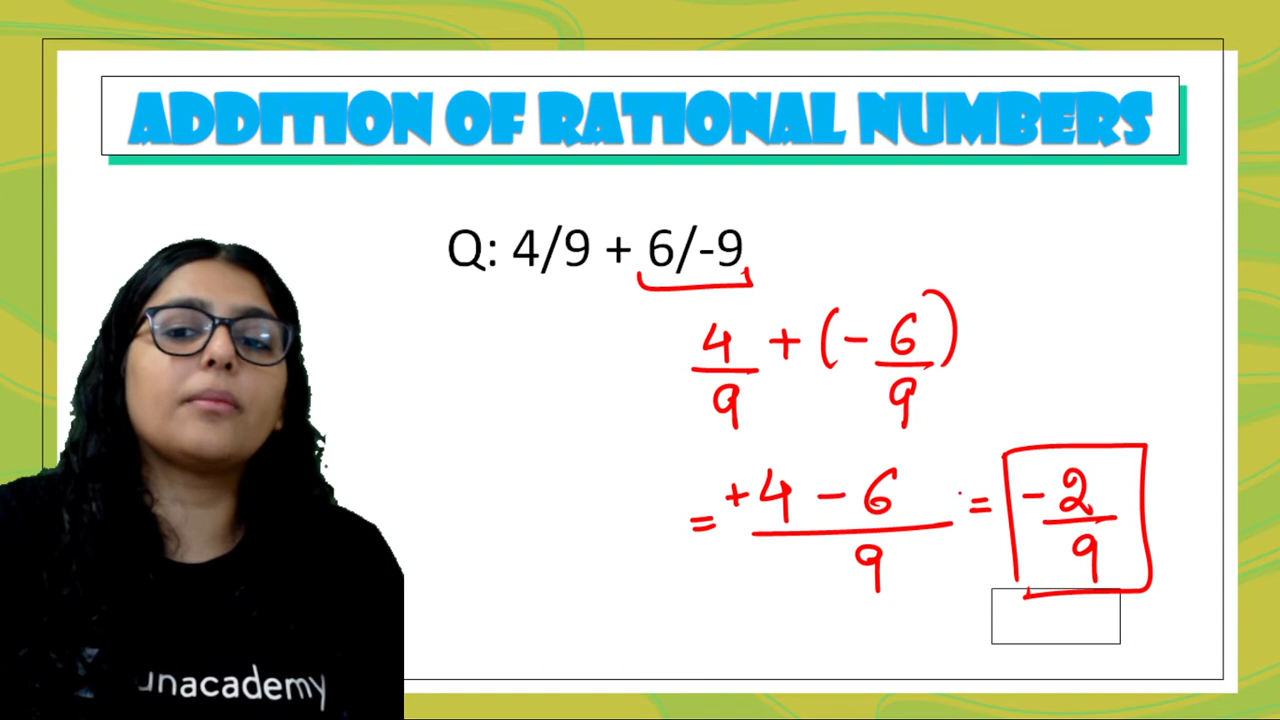 ADDITION OF RATIONAL NUMBERS
Q: 4/9 + 6/-9
4/9 + (-6/9)
= +4 - 6/9 = -2/9
unacademy